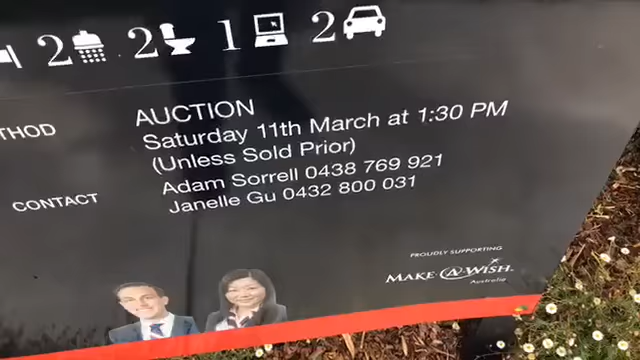 2 2 1 2
AUCTION
THOD
Saturday 11th March at 1:30 PM
(Unless Sold Prior)
CONTACT
Adam Sorrell 0438 769 921
Janelle Gu 0432 800 031
PROUDLY SUPPORTING
MAKE-A-WISH®
Australia